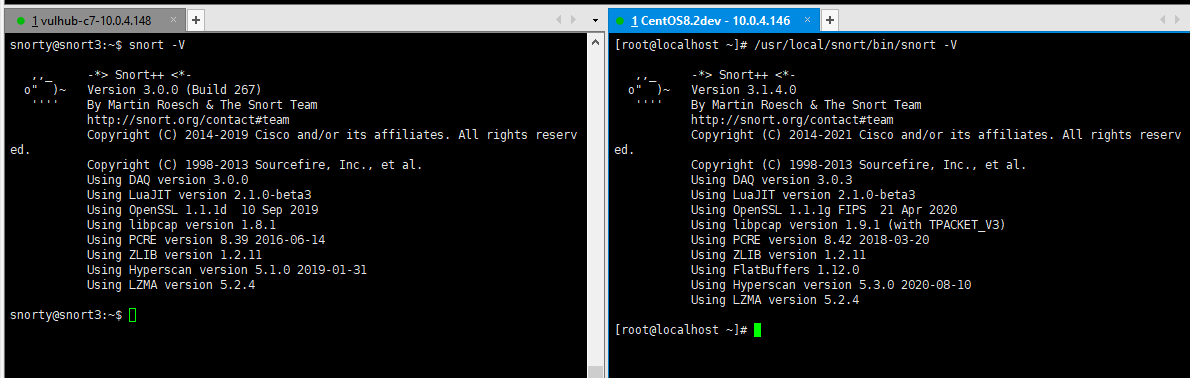 1 vulhub-c7-10.0.4.148 × +
snorty@snort3:~$ snort -V
,,_ -*> Snort++ <*-
o" )~ Version 3.0.0 (Build 267)
'''' By Martin Roesch & The Snort Team
http://snort.org/contact#team
Copyright (C) 2014-2019 Cisco and/or its affiliates. All rights reserv
ed.
Copyright (C) 1998-2013 Sourcefire, Inc., et al.
Using DAQ version 3.0.0
Using LuaJIT version 2.1.0-beta3
Using OpenSSL 1.1.1d 10 Sep 2019
Using libpcap version 1.8.1
Using PCRE version 8.39 2016-06-14
Using ZLIB version 1.2.11
Using Hyperscan version 5.1.0 2019-01-31
Using LZMA version 5.2.4
snorty@snort3:~$
1 CentOS8.2dev - 10.0.4.146 × +
[root@localhost ~]# /usr/local/snort/bin/snort -V
,,_ -*> Snort++ <*-
o" )~ Version 3.1.4.0
'''' By Martin Roesch & The Snort Team
http://snort.org/contact#team
Copyright (C) 2014-2021 Cisco and/or its affiliates. All rights reserv
ed.
Copyright (C) 1998-2013 Sourcefire, Inc., et al.
Using DAQ version 3.0.3
Using LuaJIT version 2.1.0-beta3
Using OpenSSL 1.1.1g FIPS 21 Apr 2020
Using libpcap version 1.9.1 (with TPACKET_V3)
Using PCRE version 8.42 2018-03-20
Using ZLIB version 1.2.11
Using FlatBuffers 1.12.0
Using Hyperscan version 5.3.0 2020-08-10
Using LZMA version 5.2.4
[root@localhost ~]#